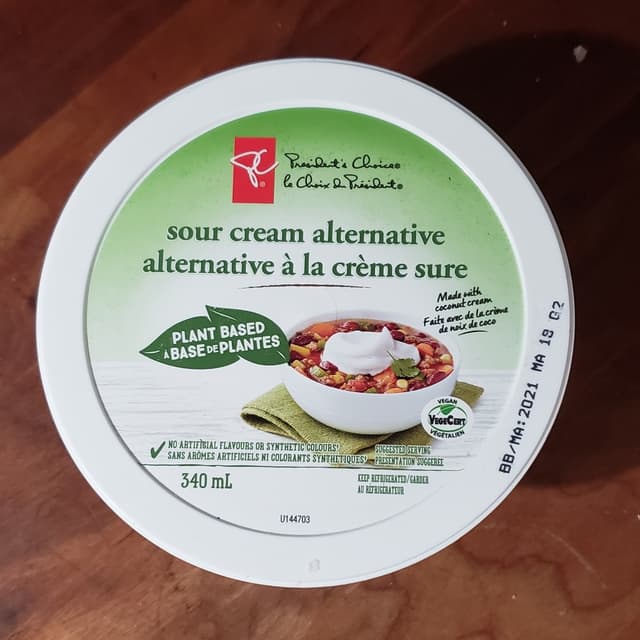 PC
President's Choice®
le Choix du Président®
sour cream alternative
alternative à la crème sure
Made with
coconut cream
Faite avec de la crème
de noix de coco
PLANT BASED
À BASE DE PLANTES
VEGAN
VEGECERT
VÉGÉTALIEN
NO ARTIFICIAL FLAVOURS OR SYNTHETIC COLOURS!
SANS ARÔMES ARTIFICIELS NI COLORANTS SYNTHÉTIQUES!
SUGGESTED SERVING
PRÉSENTATION SUGGÉRÉE
340 mL
KEEP REFRIGERATED/GARDER
AU RÉFRIGÉRATEUR
U144703
BB/MA:2021 MA 19 02